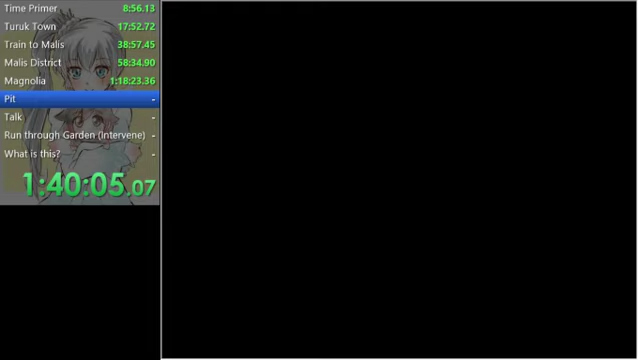 Time Primer 8:56.13
Turuk Town 17:52.72
Train to Malis 38:57.45
Malis District 58:34.90
Magnolia 1:18:23.36
Pit -
Talk -
Run through Garden (Intervene) -
What is this? -
1:40:05.07